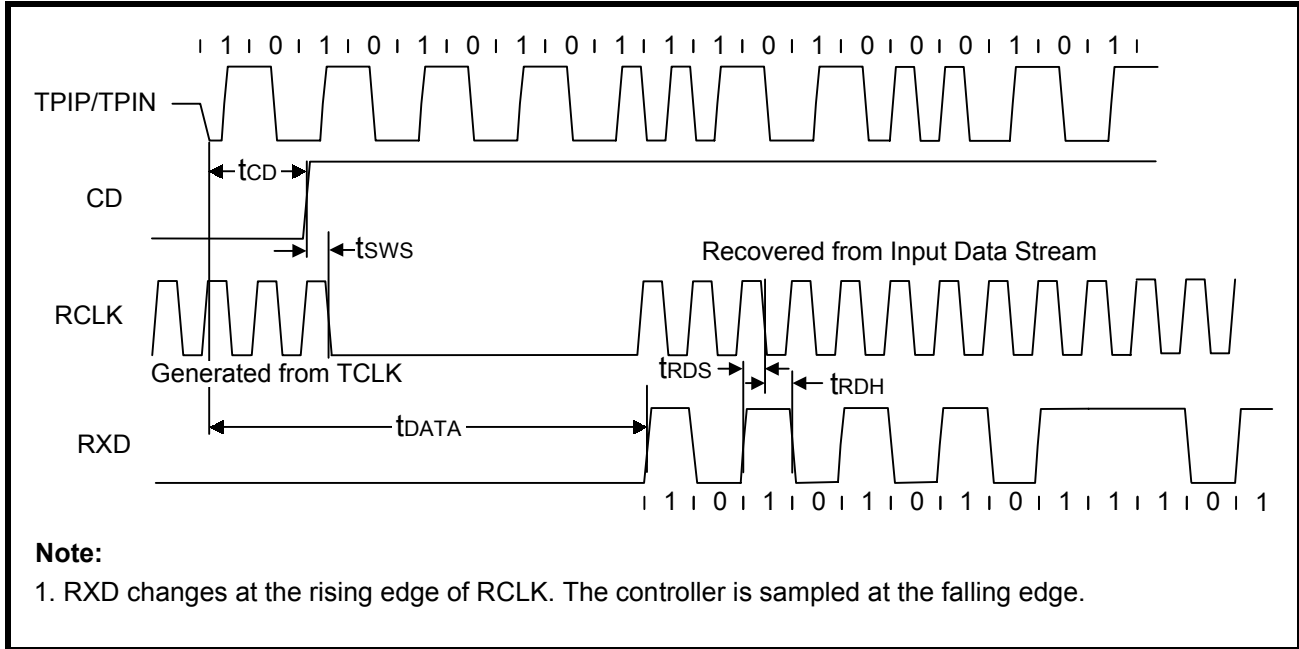 1 0 1 0 1 0 1 0 1 1 1 0 1 0 0 0 1 0 1
TPIP/TPIN
tCD
CD
tSWS
Recovered from Input Data Stream
RCLK
Generated from TCLK
tRDS
tRDH
tDATA
RXD
1 0 1 0 1 0 1 0 1 1 1 0 1
Note:
1. RXD changes at the rising edge of RCLK. The controller is sampled at the falling edge.